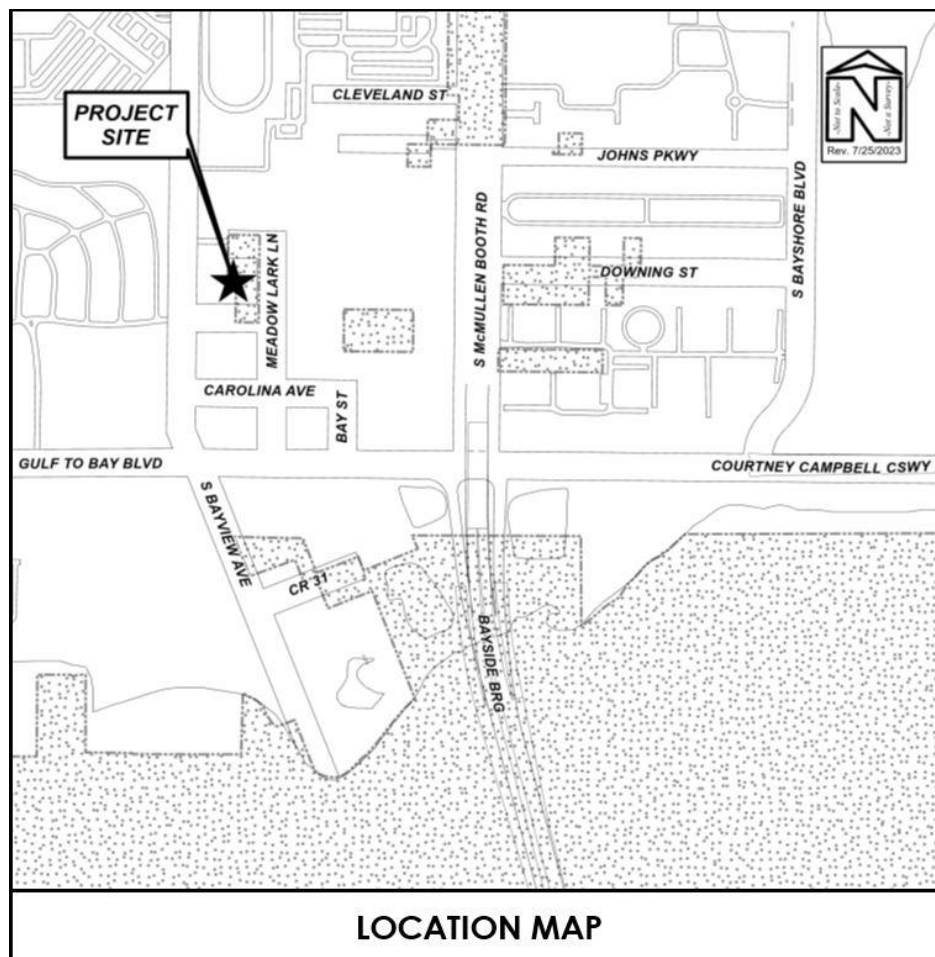 CLEVELAND ST
PROJECT
SITE
-Not to Scale-
N
-Not a Survey-
Rev. 7/25/2023
JOHNS PKWY
S McMULLEN BOOTH RD
S BAYSHORE BLVD
MEADOW LARK LN
DOWNING ST
CAROLINA AVE
BAY ST
GULF TO BAY BLVD
COURTNEY CAMPBELL CSWY
S BAYVIEW AVE
CR 31
BAYSIDE BRG
LOCATION MAP